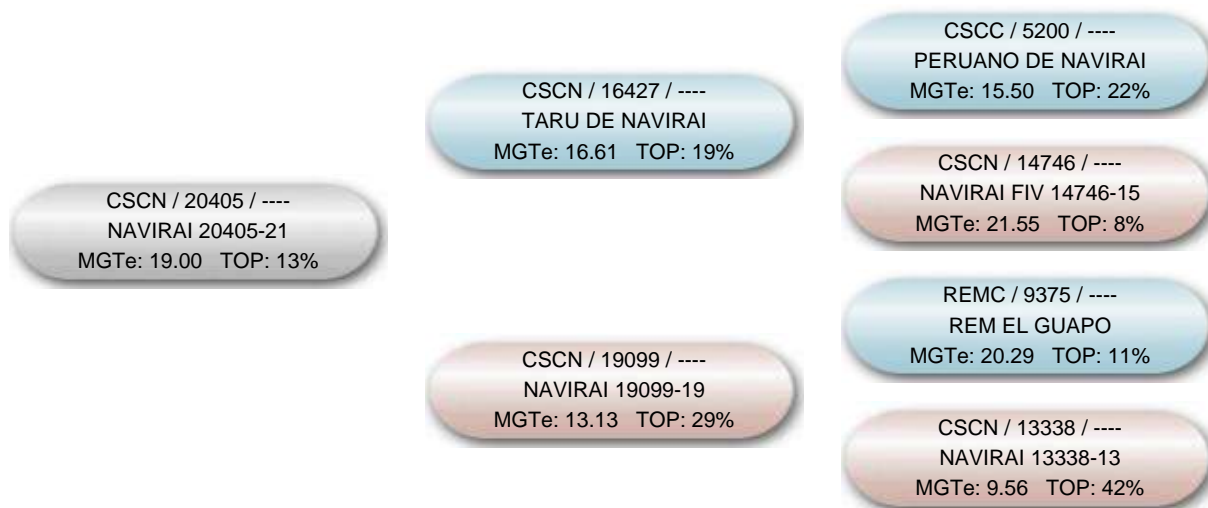 CSCN / 20405 / ----
NAVIRAI 20405-21
MGTe: 19.00 TOP: 13%
CSCN / 16427 / ----
TARU DE NAVIRAI
MGTe: 16.61 TOP: 19%
CSCN / 19099 / ----
NAVIRAI 19099-19
MGTe: 13.13 TOP: 29%
CSCC / 5200 / ----
PERUANO DE NAVIRAI
MGTe: 15.50 TOP: 22%
CSCN / 14746 / ----
NAVIRAI FIV 14746-15
MGTe: 21.55 TOP: 8%
REMC / 9375 / ----
REM EL GUAPO
MGTe: 20.29 TOP: 11%
CSCN / 13338 / ----
NAVIRAI 13338-13
MGTe: 9.56 TOP: 42%